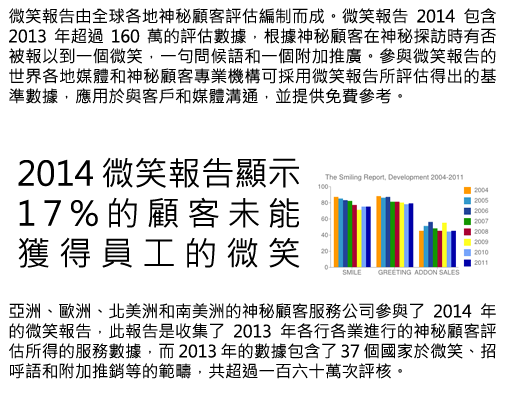 微笑報告由全球各地神秘顧客評估編制而成。微笑報告 2014 包含
2013 年超過 160 萬的評估數據，根據神秘顧客在神秘探訪時有否
被報以到一個微笑，一句問候語和一個附加推廣。參與微笑報告的
世界各地媒體和神秘顧客專業機構可採用微笑報告所評估得出的基
準數據，應用於與客戶和媒體溝通，並提供免費參考。
2014 微笑報告顯示
17%的顧客未能
獲得員工的微笑
The Smiling Report, Development 2004-2011
100
80
60
40
20
0
SMILE GREETING ADDON SALES
2004
2005
2006
2007
2008
2009
2010
2011
亞洲、歐洲、北美洲和南美洲的神秘顧客服務公司參與了 2014 年
的微笑報告，此報告是收集了 2013 年各行各業進行的神秘顧客評
估所得的服務數據，而 2013 年的數據包含了 37 個國家於微笑、招
呼語和附加推銷等的範疇，共超過一百六十萬次評核。